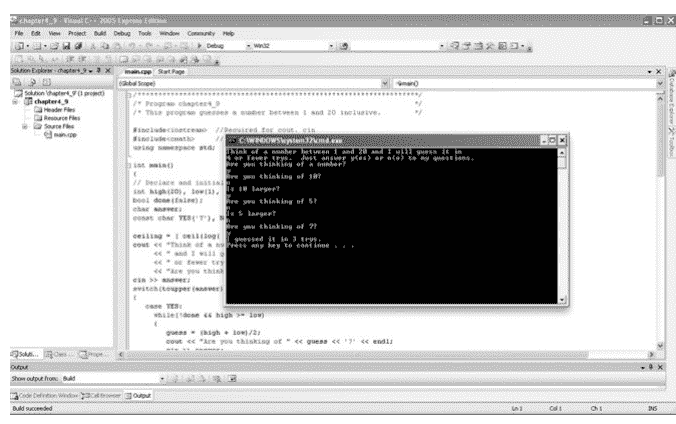 chapter4_9 - Visual C++ 2005 Express Edition
File Edit View Project Build Debug Tools Window Community Help
Debug Win32
Solution Explorer - chapter4_9
main.cpp Start Page
(Global Scope) main()
Solution 'chapter4_9' (1 project)
chapter4_9
Header Files
Resource Files
Source Files
main.cpp
/* Program chapter4_9 */
/* This program guesses a number between 1 and 20 inclusive. */
#include<iostream> //Required for cout, cin
#include<cmath> //
using namespace std;
int main()
{
// Declare and initial
int high(20), low(1),
bool done(false);
char answer;
const char YES('Y'), N
ceiling = ( ceil(log)
cout << "Think of a nu
<< " and I will g
<< " or fewer try
<< "Are you think
cin >> answer;
switch(toupper(answer)
{
case YES:
while(!done && high >= low)
{
guess = (high + low)/2;
cout << "Are you thinking of " << guess << '?' << endl;
cin >> answer;
C:\WINDOWS\system32\cmd.exe
Think of a number between 1 and 20 and I will guess it in
4 or fewer trys. Just answer y(es) or n(o) to my questions.
Are you thinking of a number?
y
Are you thinking of 10?
n
Is 10 larger?
y
Are you thinking of 5?
n
Is 5 larger?
n
Are you thinking of 7?
y
I guessed it in 3 trys.
Press any key to continue . . .
Soluti... Class ... Prope...
Output
Show output from: Build
Code Definition Window Call Browser Output
Build succeeded Ln 1 Col 1 Ch 1 INS
Database Explorer
Toolbox